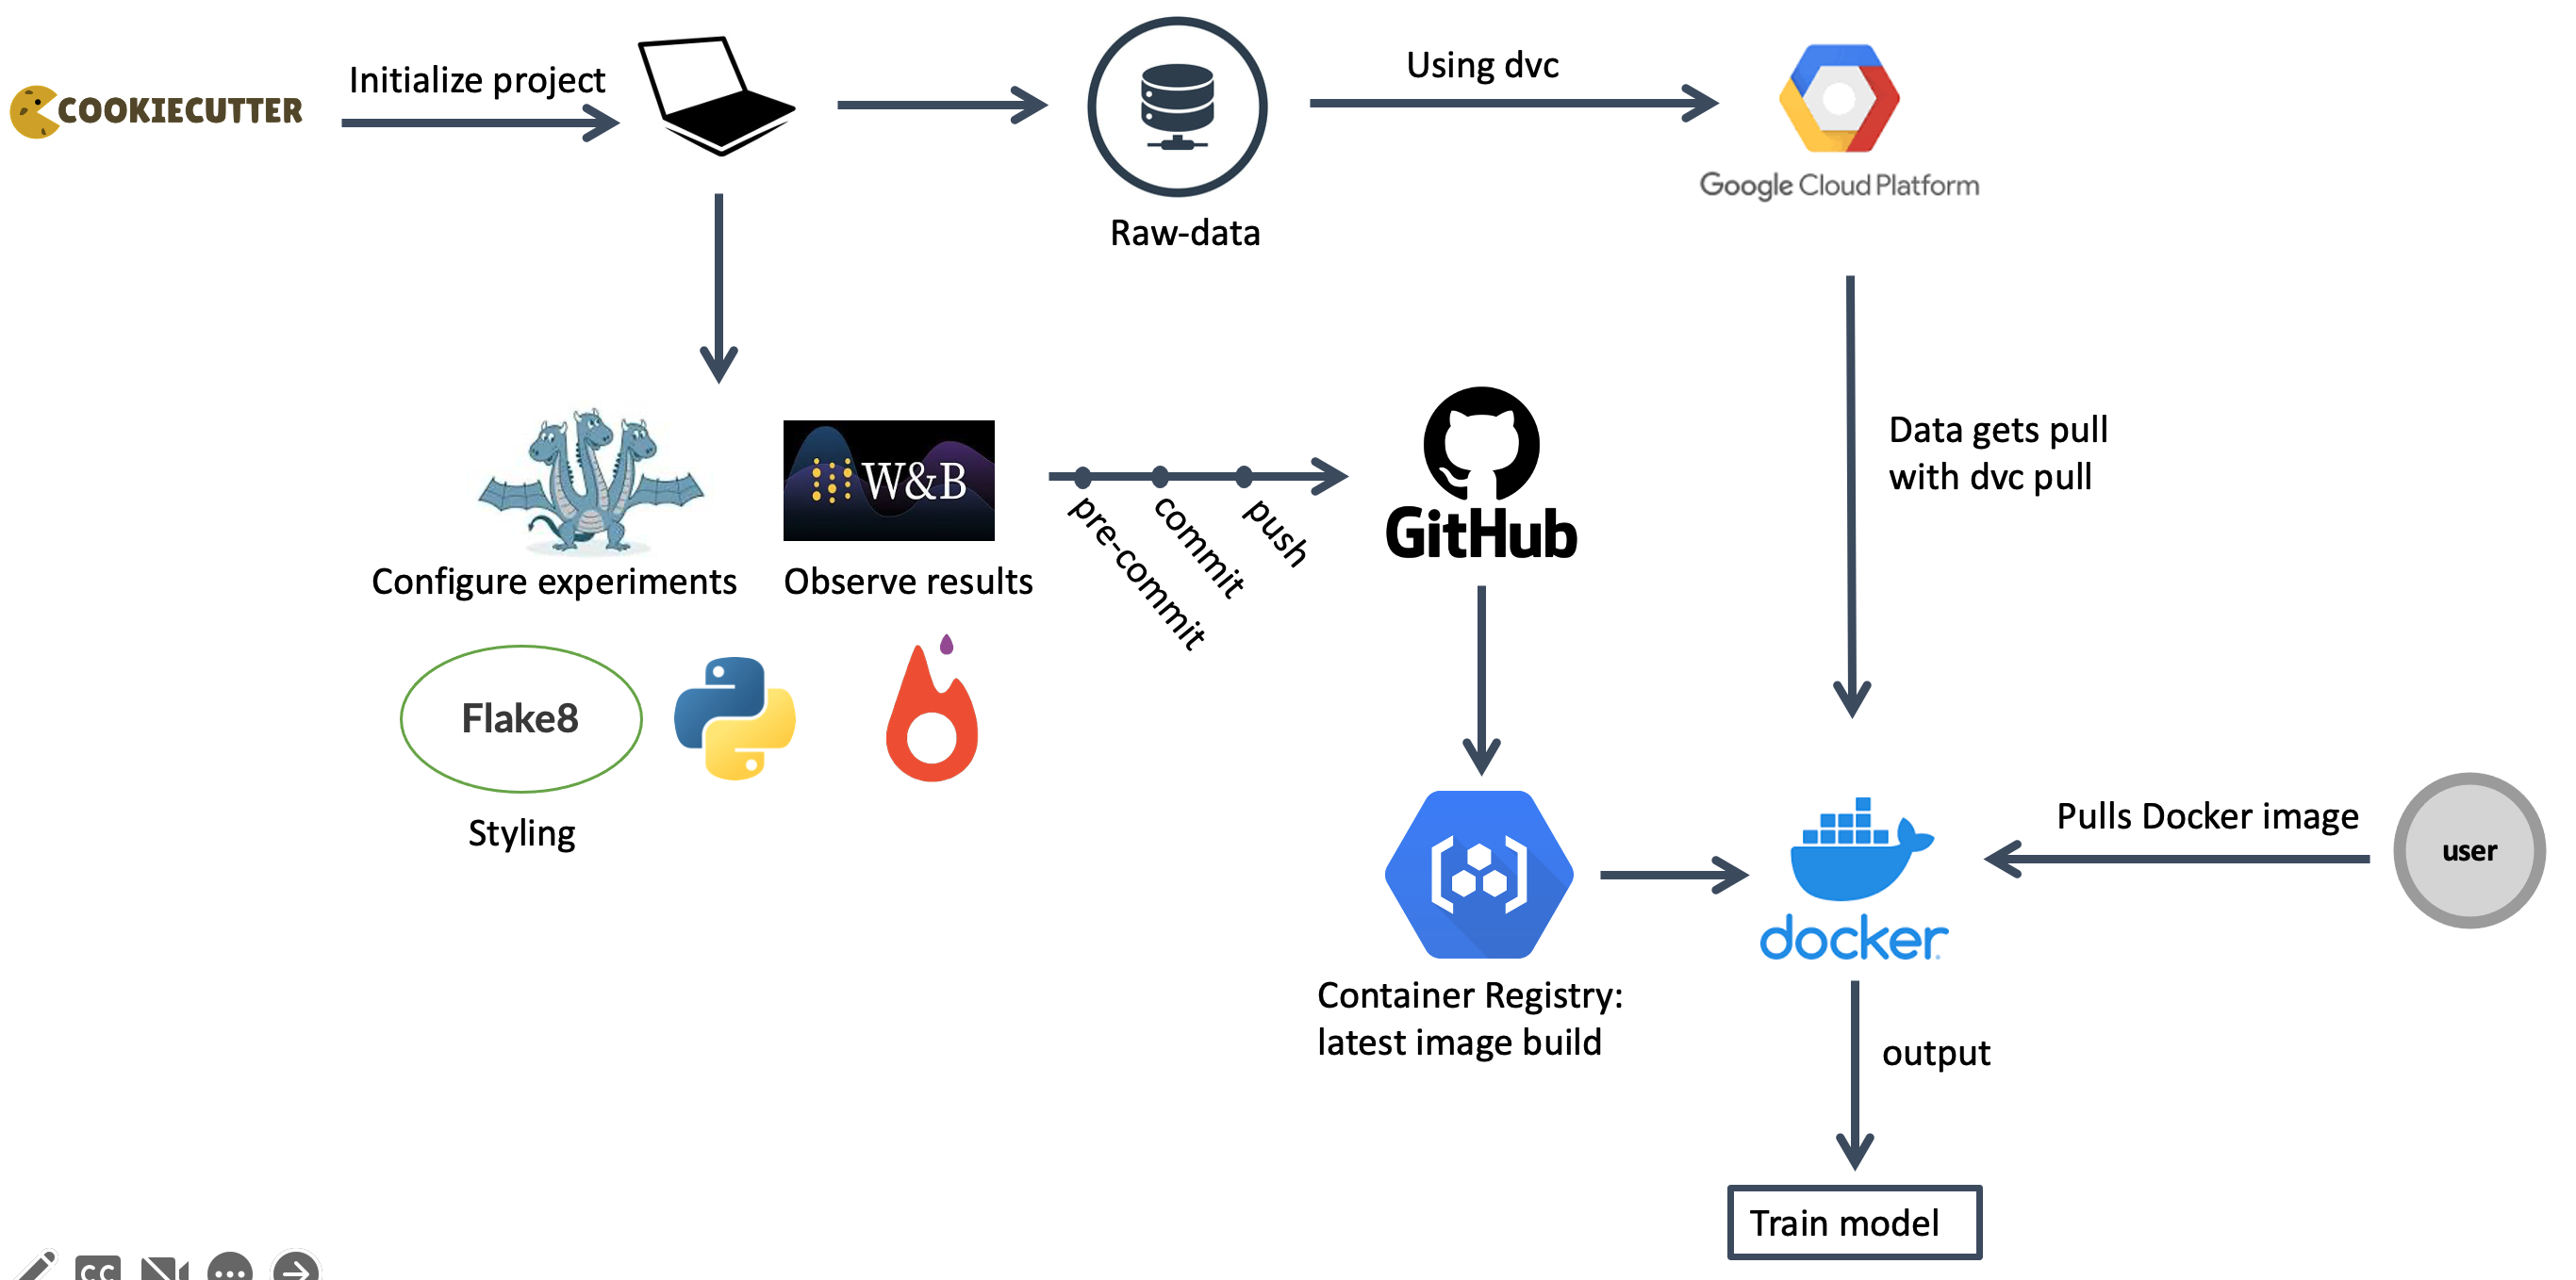 COOKIECUTTER
Initialize project
Using dvc
Google Cloud Platform
Raw-data
Data gets pull
with dvc pull
W&B
Configure experiments
Observe results
pre-commit
commit
push
GitHub
Flake8
Styling
Pulls Docker image
user
docker
Container Registry:
latest image build
output
Train model
CC